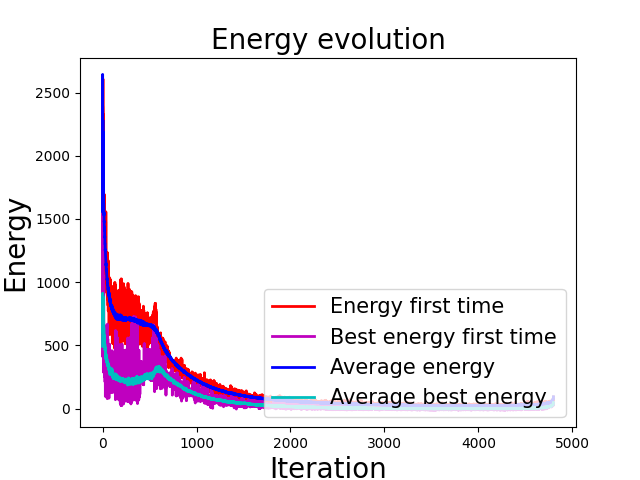 Energy evolution
Energy
2500
2000
1500
1000
500
0
Energy first time
Best energy first time
Average energy
Average best energy
0 1000 2000 3000 4000 5000
Iteration